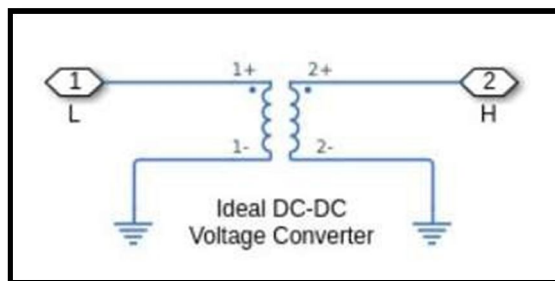 1+ 2+
1 2
L H
1- 2-
Ideal DC-DC
Voltage Converter